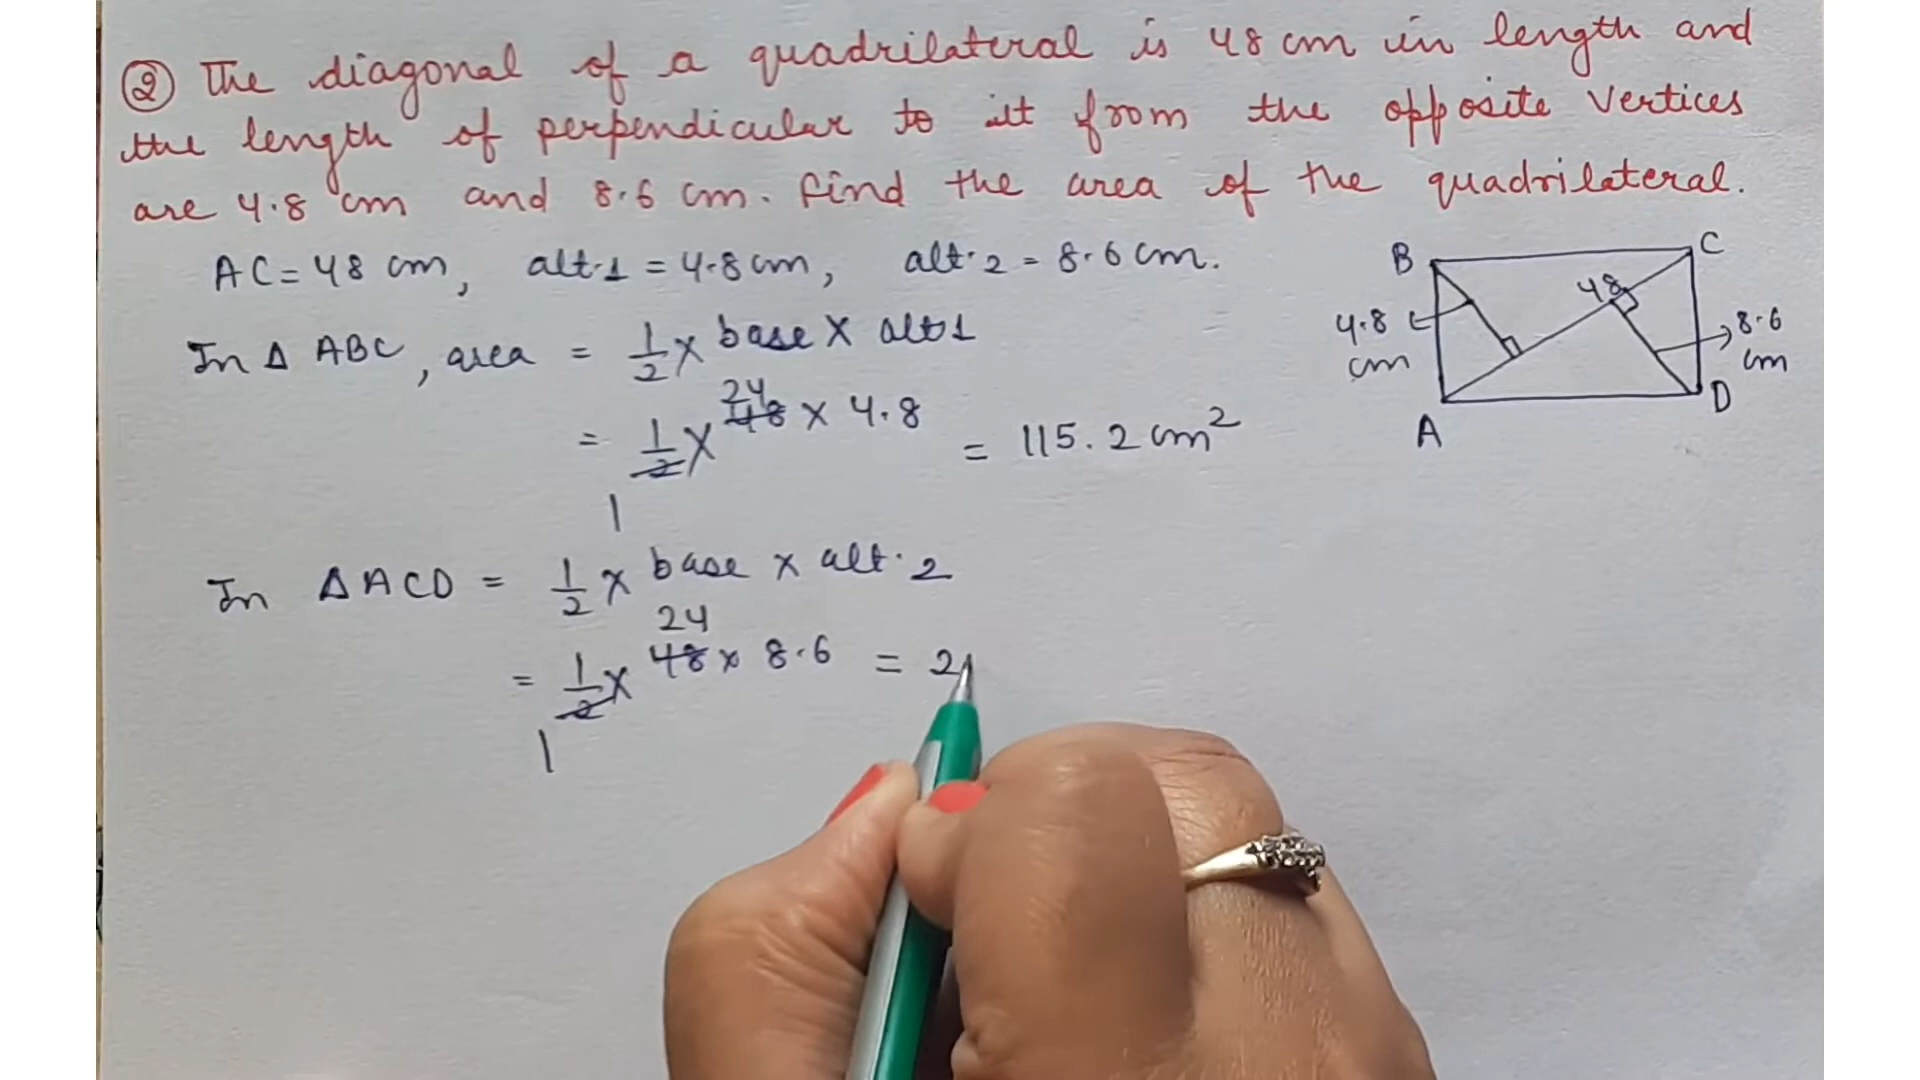 ② The diagonal of a quadrilateral is 48 cm in length and
the length of perpendicular to it from the opposite vertices
are 4.8 cm and 8.6 cm. find the area of the quadrilateral.
AC = 48 cm, alt.1 = 4.8 cm, alt.2 = 8.6 cm.
B C
48
4.8 cm
8.6 cm
A D
In Δ ABC, area = 1/2 × base × alt 1
24
= 1/2 × 48 × 4.8 = 115.2 cm²
1
In Δ ACD = 1/2 × base × alt.2
24
= 1/2 × 48 × 8.6 = 2
1